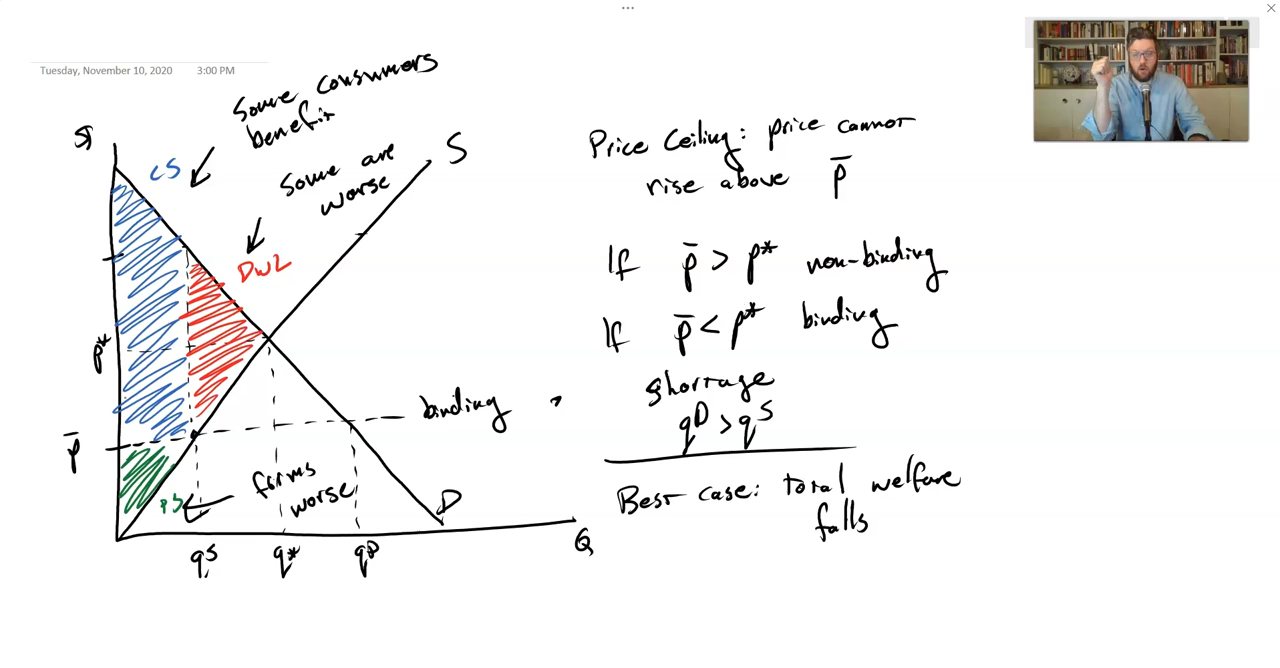 Tuesday, November 10, 2020 3:00 PM
Some consumers
benefit
$
CS
Some are
worse
S
DWL
p*
binding
p̄
PS
firms
worse
D
qS
q*
qD
Q
Price Ceiling: price cannot
rise above p̄
If p̄ > p* non-binding
If p̄ < p* binding
shortage
qD > qS
Best case: total welfare
falls